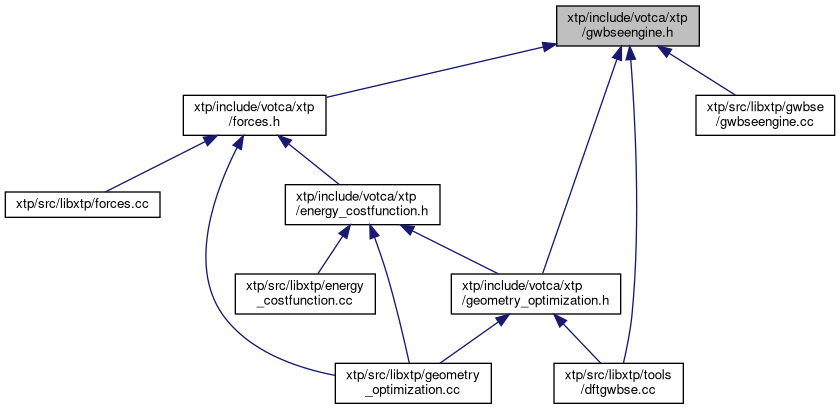 xtp/include/votca/xtp
/gwbseengine.h
xtp/include/votca/xtp
/forces.h
xtp/src/libxtp/gwbse
/gwbseengine.cc
xtp/src/libxtp/forces.cc
xtp/include/votca/xtp
/energy_costfunction.h
xtp/src/libxtp/energy
_costfunction.cc
xtp/include/votca/xtp
/geometry_optimization.h
xtp/src/libxtp/geometry
_optimization.cc
xtp/src/libxtp/tools
/dftgwbse.cc